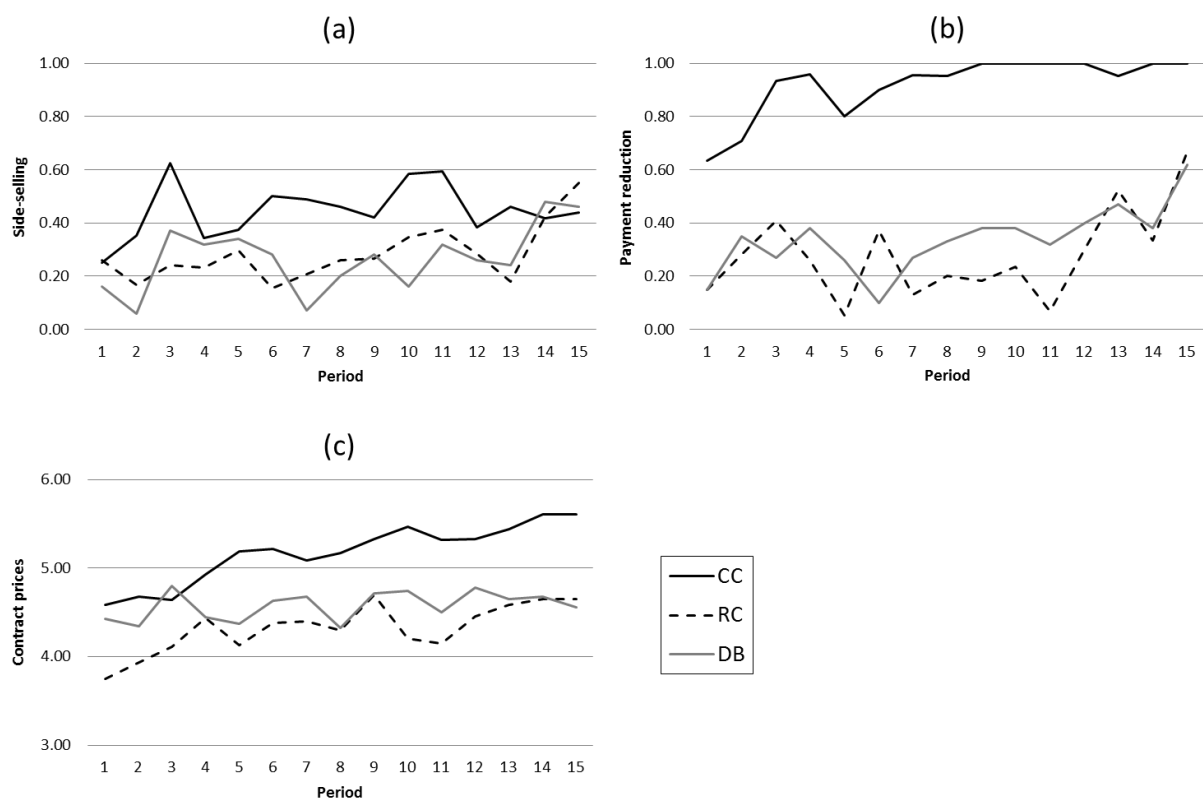 (a)
1.00
0.80
0.60
0.40
0.20
0.00
Side-selling
1 2 3 4 5 6 7 8 9 10 11 12 13 14 15
Period
(b)
1.00
0.80
0.60
0.40
0.20
0.00
Payment reduction
1 2 3 4 5 6 7 8 9 10 11 12 13 14 15
Period
(c)
6.00
5.00
4.00
3.00
Contract prices
1 2 3 4 5 6 7 8 9 10 11 12 13 14 15
Period
CC
RC
DB